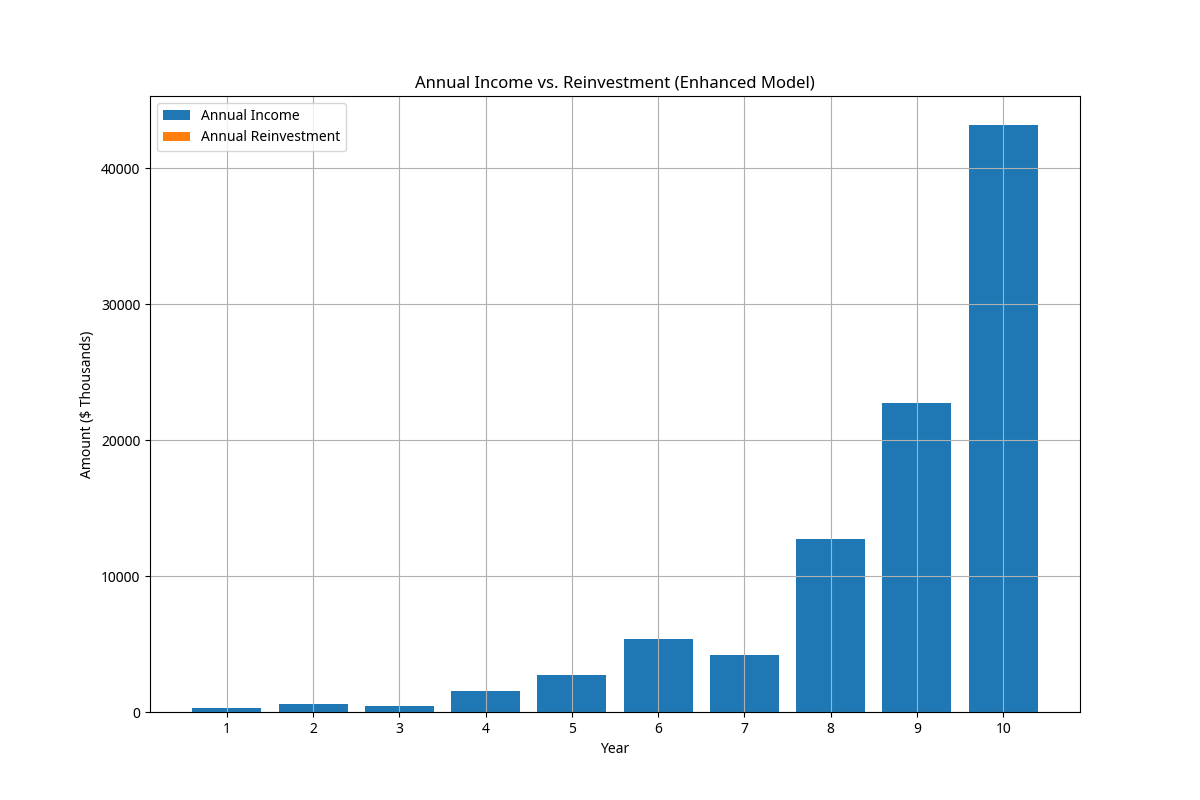 Annual Income vs. Reinvestment (Enhanced Model)
Annual Income
Annual Reinvestment
40000
30000
20000
10000
0
Amount ($ Thousands)
1 2 3 4 5 6 7 8 9 10
Year